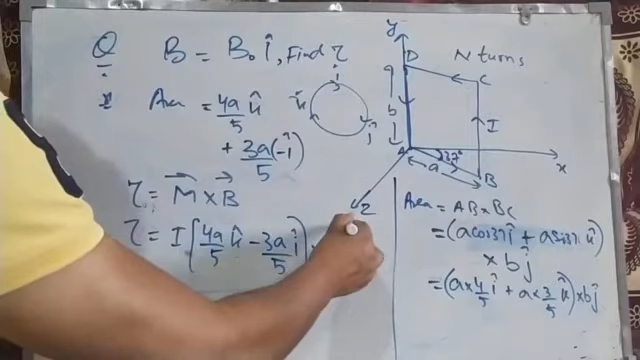 Q B = B₀ î, Find τ
Area = 4a/5 k̂
+ 3a/5 (-î)
τ = M⃗ × B⃗
τ = I [4a/5 k̂ - 3a/5 î]
î
k̂
ĵ
y
D
N turns
C
b
I
A
37°
a
x
B
z
Area = AB × BC
= (a cos37 î + a sin37 k̂)
× b ĵ
= (a × 4/5 î + a × 3/5 k̂) × b ĵ